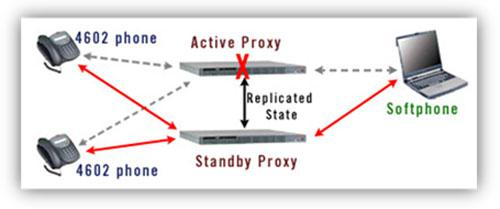 4602 phone
Active Proxy
Replicated
State
Softphone
4602 phone
Standby Proxy